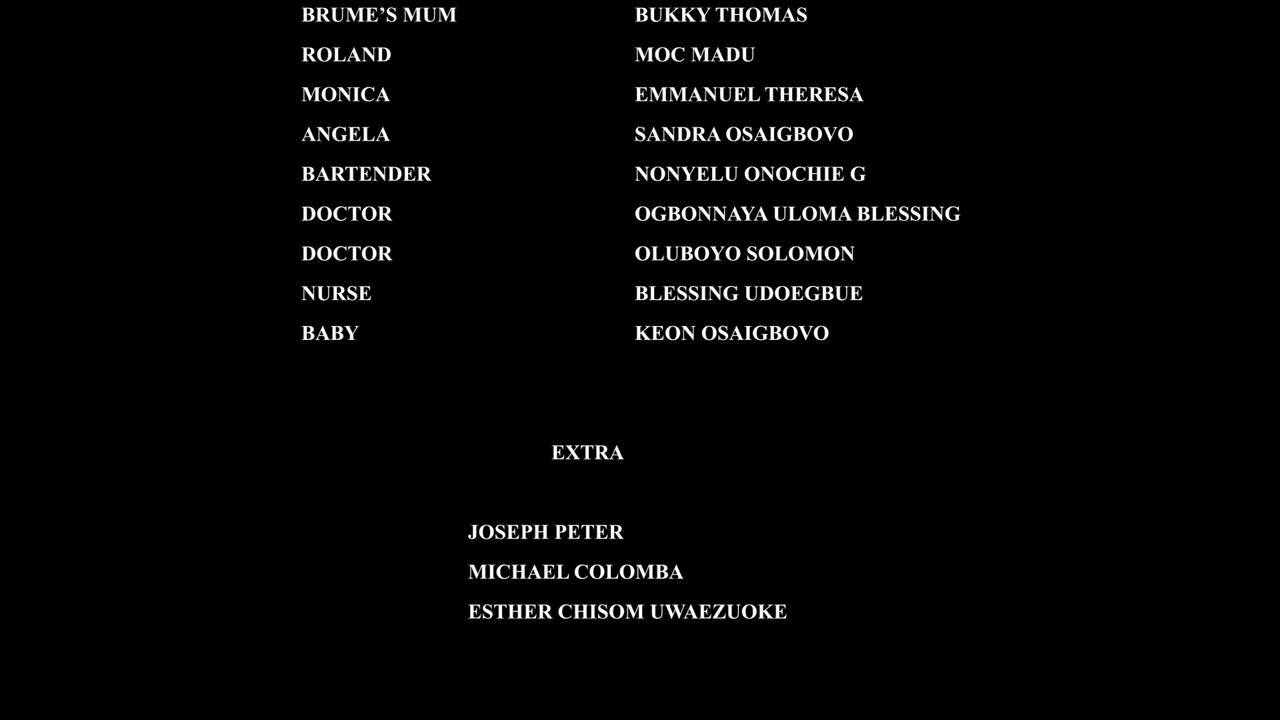 BRUME'S MUM BUKKY THOMAS
ROLAND MOC MADU
MONICA EMMANUEL THERESA
ANGELA SANDRA OSAIGBOVO
BARTENDER NONYELU ONOCHIE G
DOCTOR OGBONNAYA ULOMA BLESSING
DOCTOR OLUBOYO SOLOMON
NURSE BLESSING UDOEGBUE
BABY KEON OSAIGBOVO
EXTRA
JOSEPH PETER
MICHAEL COLOMBA
ESTHER CHISOM UWAEZUOKE